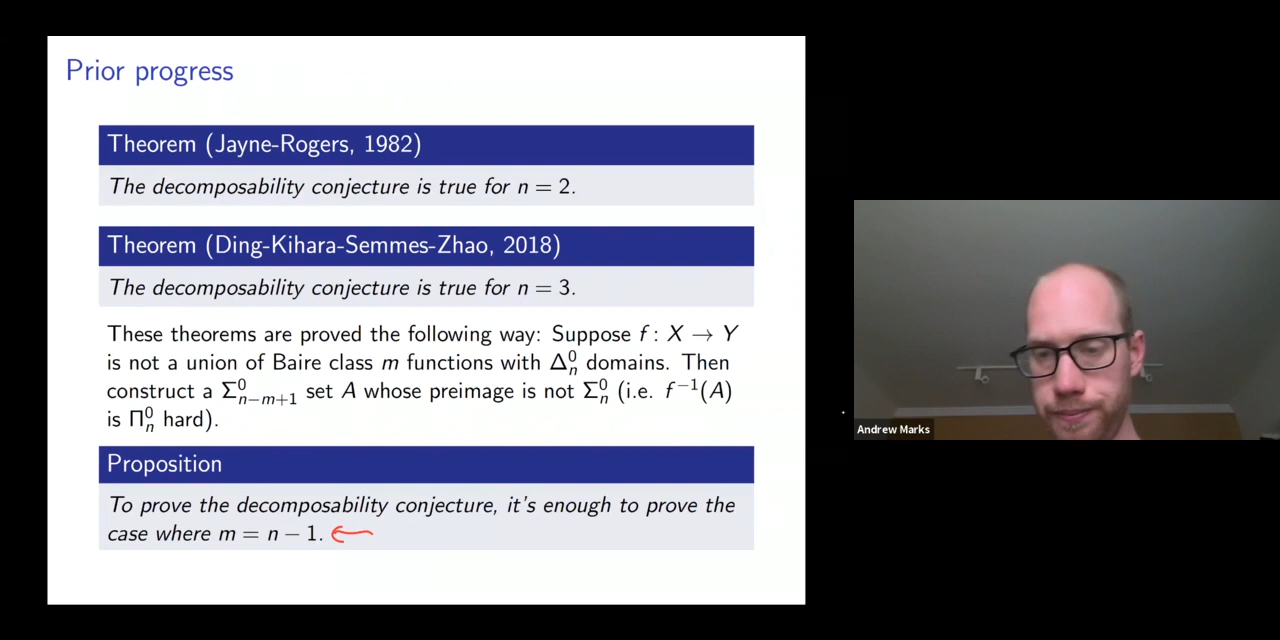 Prior progress
Theorem (Jayne-Rogers, 1982)
The decomposability conjecture is true for n = 2.
Theorem (Ding-Kihara-Semmes-Zhao, 2018)
The decomposability conjecture is true for n = 3.
These theorems are proved the following way: Suppose f : X → Y
is not a union of Baire class m functions with Δ⁰ₙ domains. Then
construct a Σ⁰ₙ₋ₘ₊₁ set A whose preimage is not Σ⁰ₙ (i.e. f⁻¹(A)
is Π⁰ₙ hard).
Proposition
To prove the decomposability conjecture, it's enough to prove the
case where m = n − 1.
Andrew Marks